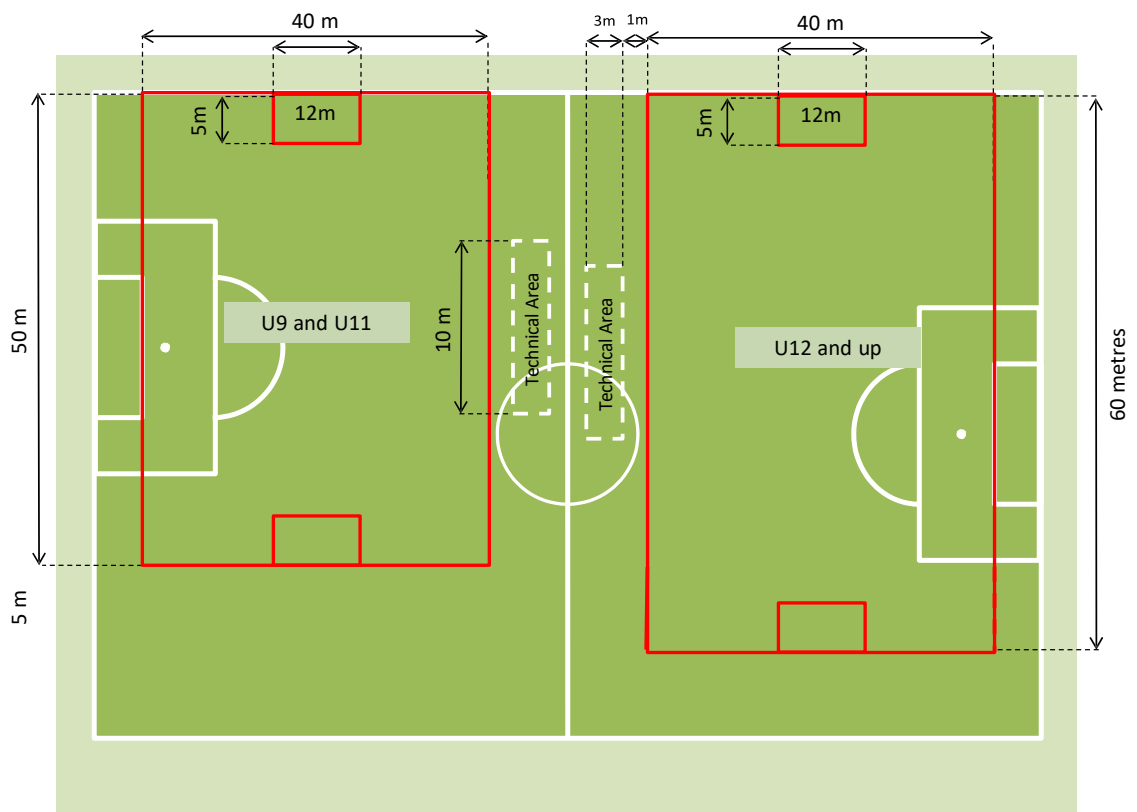 40 m
3m
1m
40 m
5m
12m
5m
12m
50 m
10 m
Technical Area
Technical Area
U9 and U11
U12 and up
60 metres
5 m